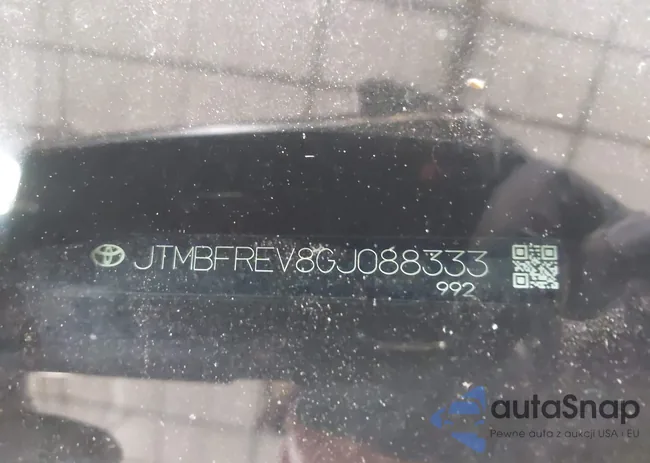 JTMBFREV8GJ088333
992
autaSnap
Pewne auta z aukcji USA i EU